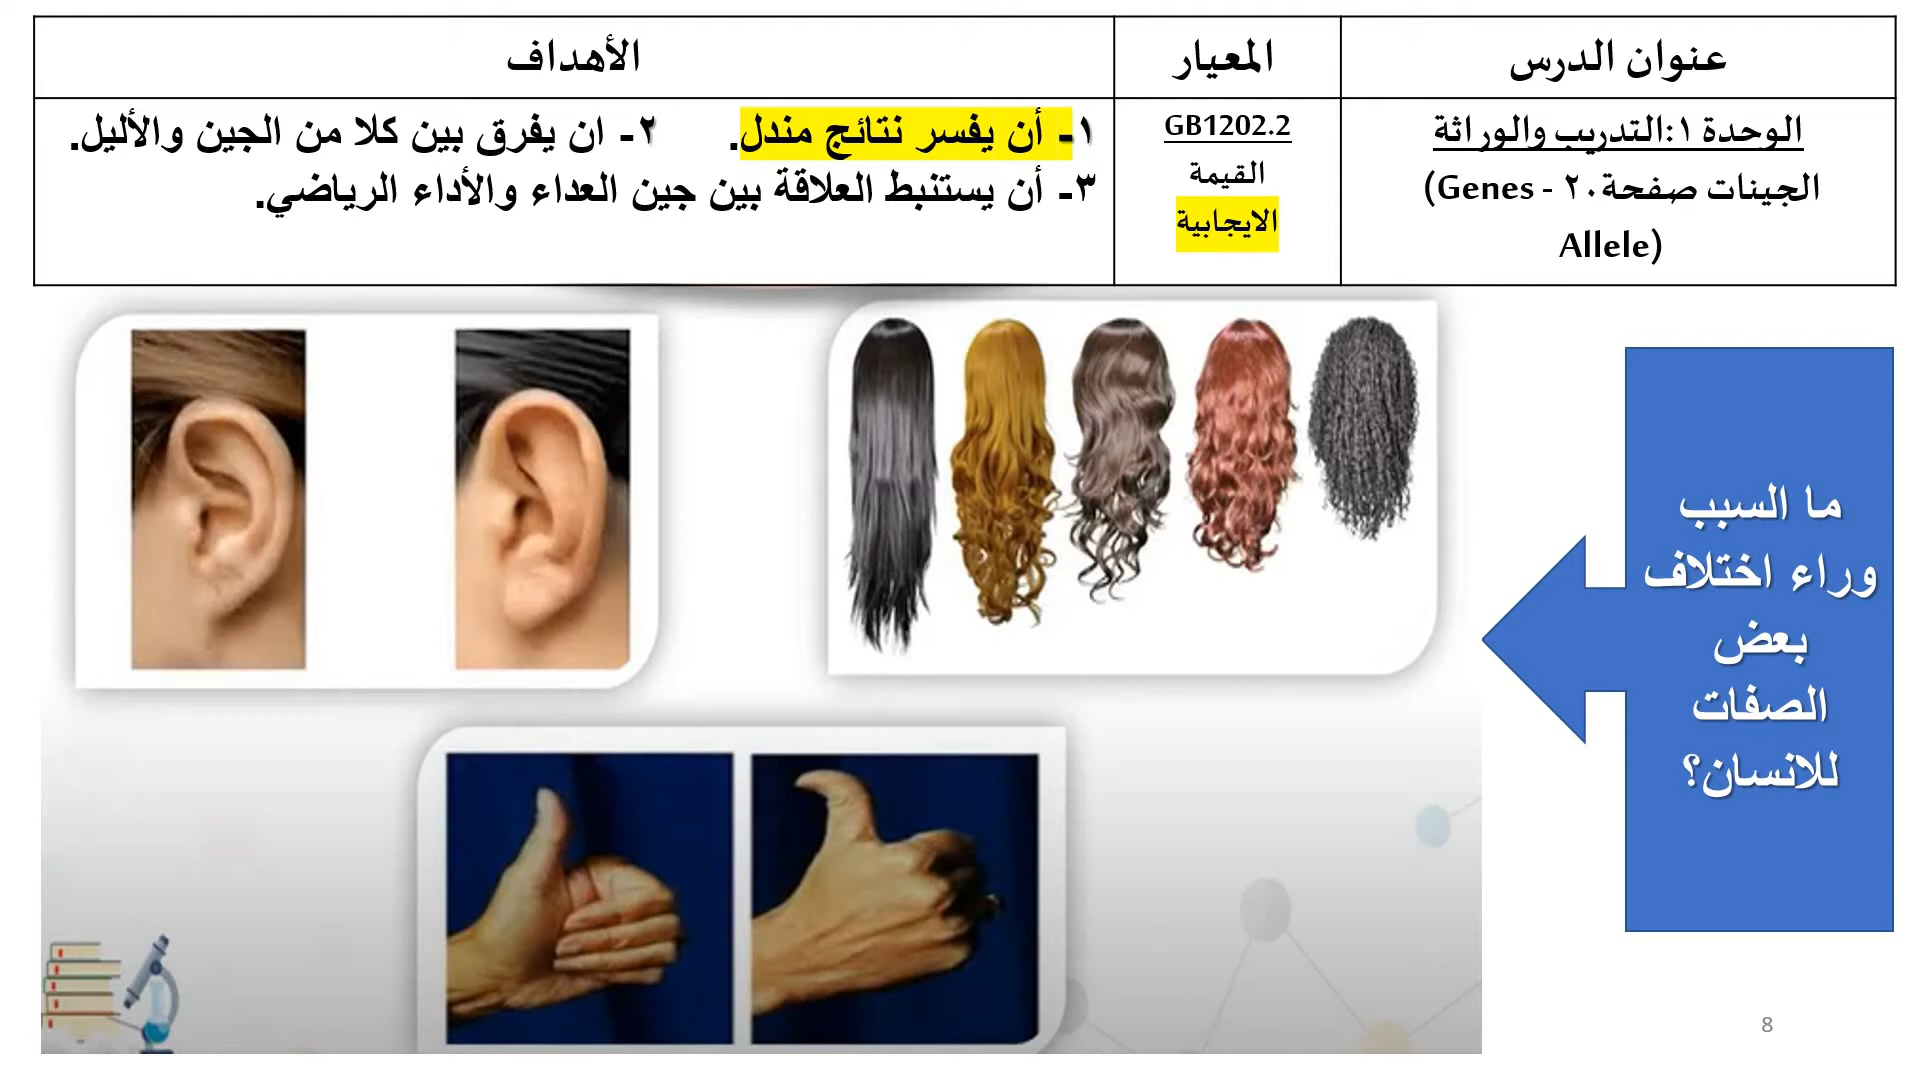 عنوان الدرس
المعيار
الأهداف
الوحدة ١:التدريب والوراثة
الجينات صفحة٢٠ - Genes)
(Allele
GB1202.2
القيمة
الايجابية
١- أن يفسر نتائج مندل. ٢- ان يفرق بين كلا من الجين والأليل.
٣- أن يستنبط العلاقة بين جين العداء والأداء الرياضي.
ما السبب
وراء اختلاف
بعض
الصفات
للانسان؟
8